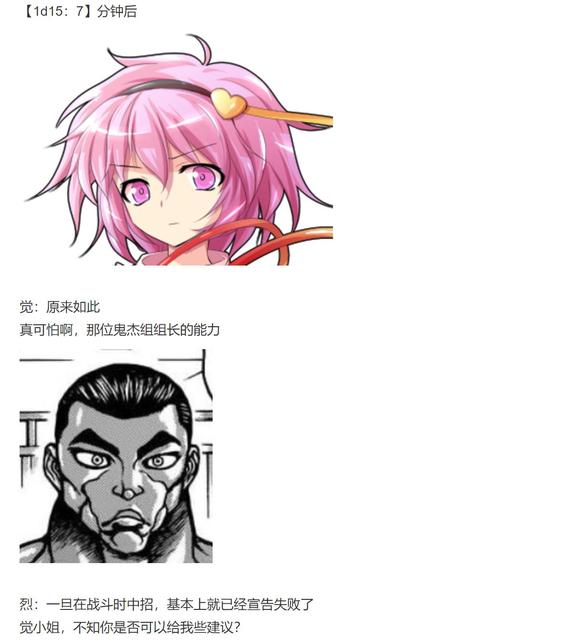 【1d15：7】分钟后
觉：原来如此
真可怕啊，那位鬼杰组组长的能力
烈：一旦在战斗时中招，基本上就已经宣告失败了
觉小姐，不知你是否可以给我些建议？